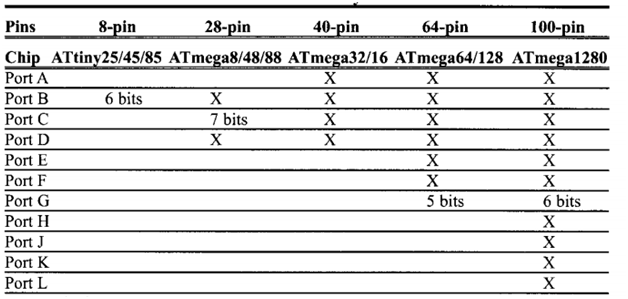 Pins 8-pin 28-pin 40-pin 64-pin 100-pin
Chip ATtiny25/45/85 ATmega8/48/88 ATmega32/16 ATmega64/128 ATmega1280
Port A X X X
Port B 6 bits X X X X
Port C 7 bits X X X
Port D X X X X
Port E X X
Port F X X
Port G 5 bits 6 bits
Port H X
Port J X
Port K X
Port L X